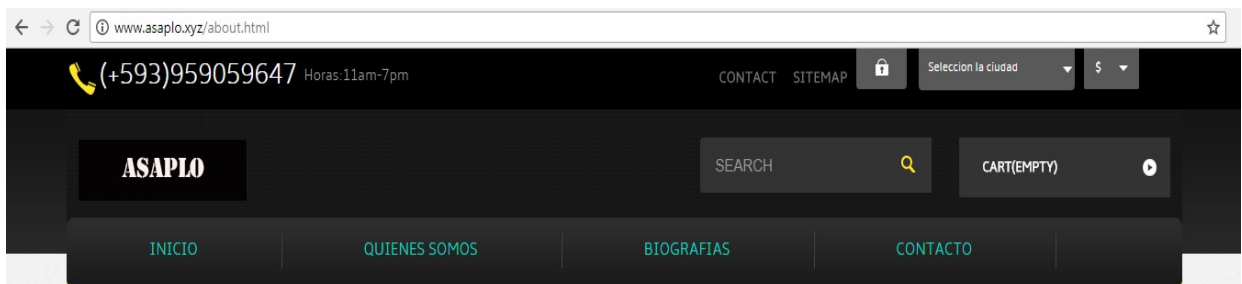 www.asaplo.xyz/about.html
(+593)959059647 Horas:11am-7pm CONTACT SITEMAP Seleccion la ciudad $
ASAPLO SEARCH CART(EMPTY)
INICIO QUIENES SOMOS BIOGRAFIAS CONTACTO